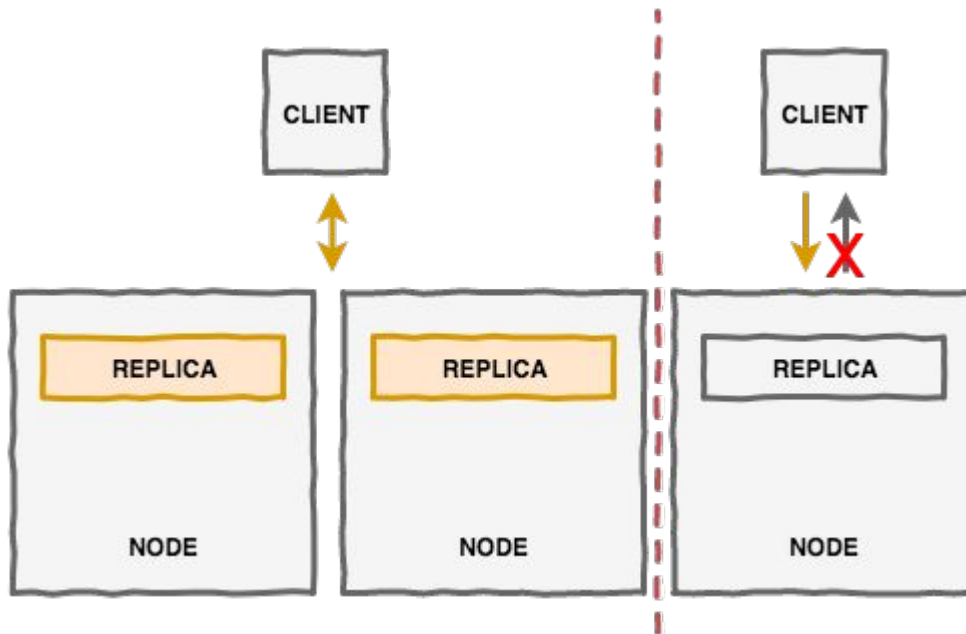 CLIENT
CLIENT
REPLICA
REPLICA
REPLICA
NODE
NODE
NODE